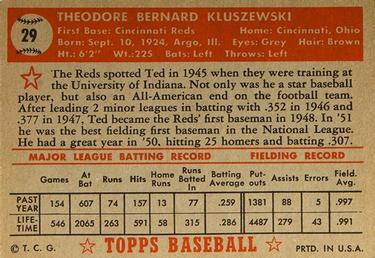 THEODORE BERNARD KLUSZEWSKI
29
First Base: Cincinnati Reds Home: Cincinnati, Ohio
Born: Sept. 10, 1924, Argo, Ill. Eyes: Grey Hair: Brown
Ht.: 6'2" Wt.: 225 Bats: Left Throws: Left
The Reds spotted Ted in 1945 when they were training at
the University of Indiana. Not only was he a star baseball
player, but also an All-American end on the football team.
After leading 2 minor leagues in batting with .352 in 1946 and
.377 in 1947, Ted became the Reds' first baseman in 1948. In '51
he was the best fielding first baseman in the National League.
He had a great year in '50, hitting 25 homers and batting .307.
MAJOR LEAGUE BATTING RECORD FIELDING RECORD
Games At Bat Runs Hits Home Runs Runs Batted In Batting Average Put-outs Assists Errors Field. Avg.
PAST YEAR 154 607 74 157 13 77 .259 1381 88 5 .997
LIFE-TIME 546 2065 263 591 58 315 .286 4487 279 43 .991
© T. C. G. TOPPS BASEBALL PRTD. IN U.S.A.